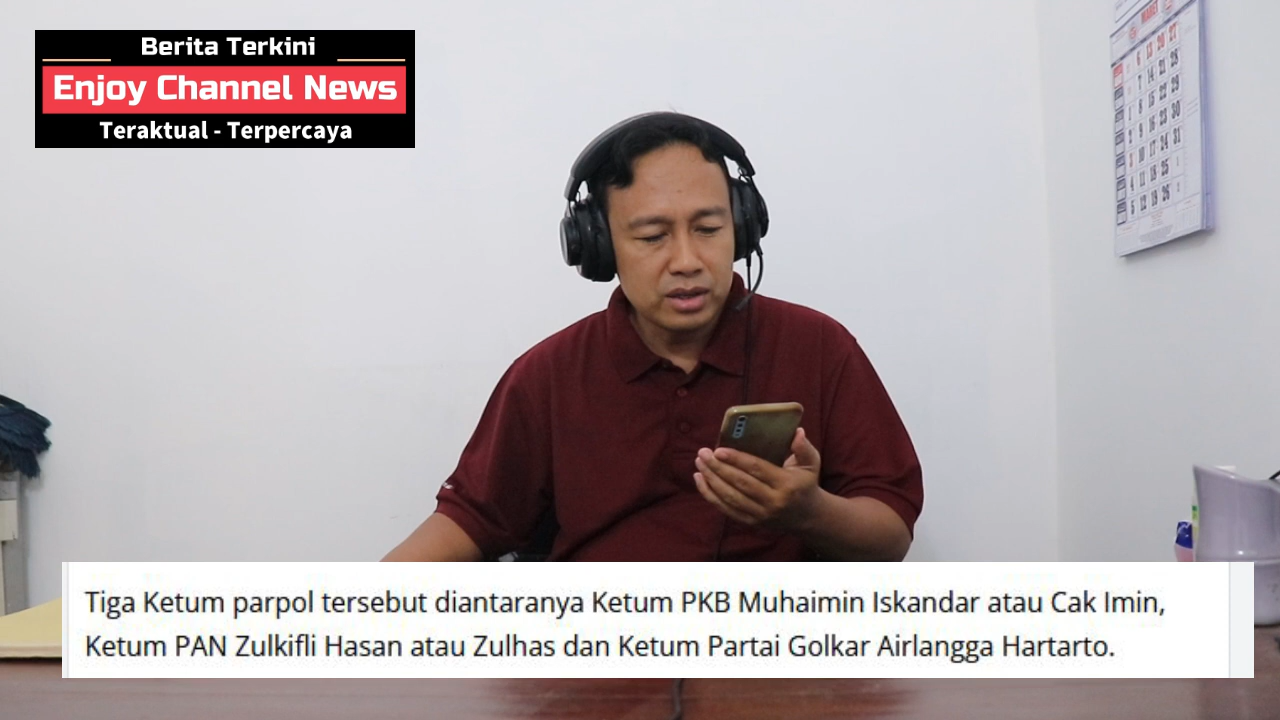 Berita Terkini
Enjoy Channel News
Teraktual - Terpercaya
MARET
Tiga Ketum parpol tersebut diantaranya Ketum PKB Muhaimin Iskandar atau Cak Imin,
Ketum PAN Zulkifli Hasan atau Zulhas dan Ketum Partai Golkar Airlangga Hartarto.